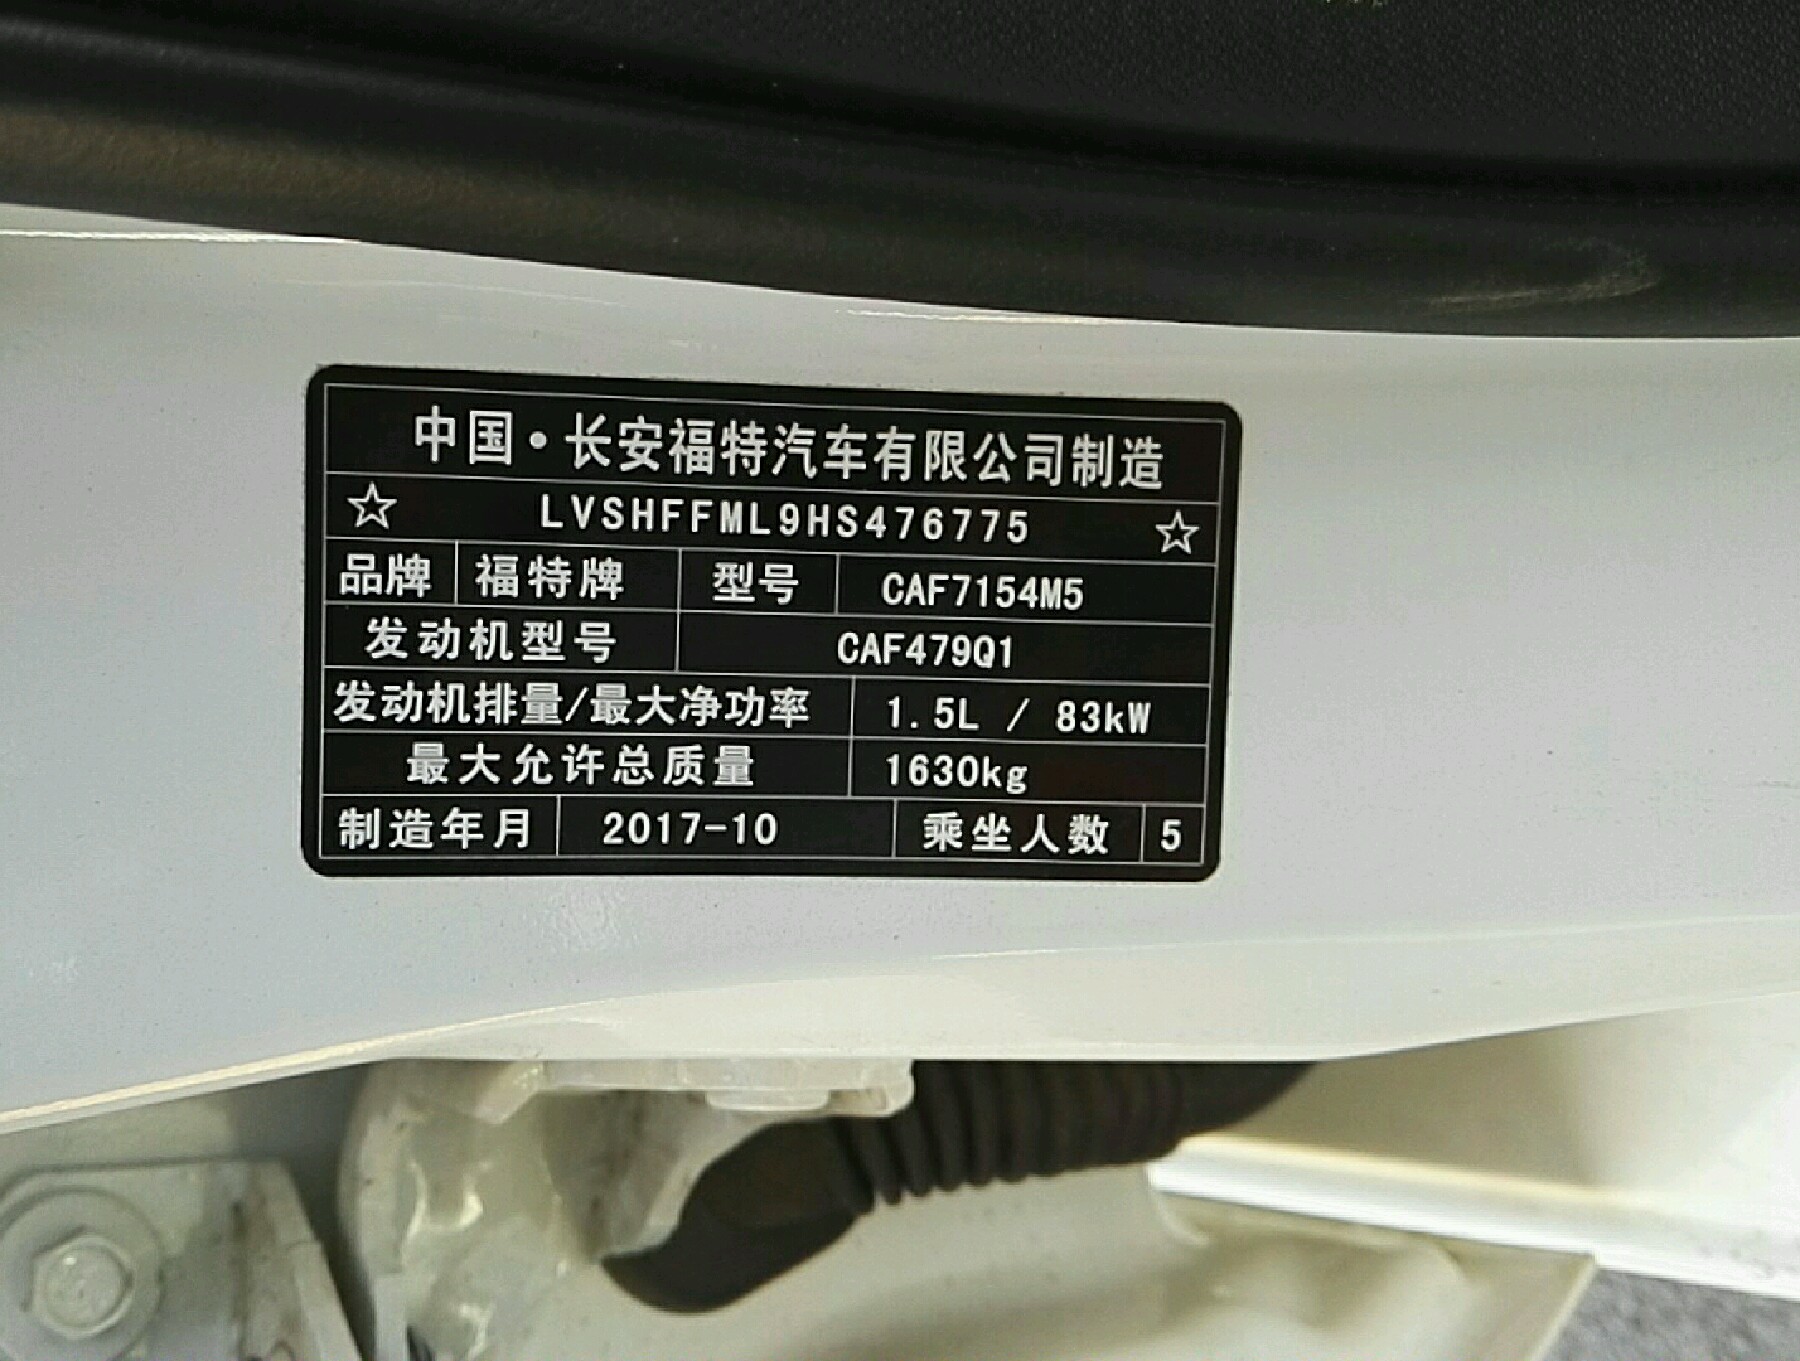 中国·长安福特汽车有限公司制造
☆ LVSHFFML9HS476775 ☆
品牌 福特牌 型号 CAF7154M5
发动机型号 CAF479Q1
发动机排量/最大净功率 1.5L / 83kW
最大允许总质量 1630kg
制造年月 2017-10 乘坐人数 5